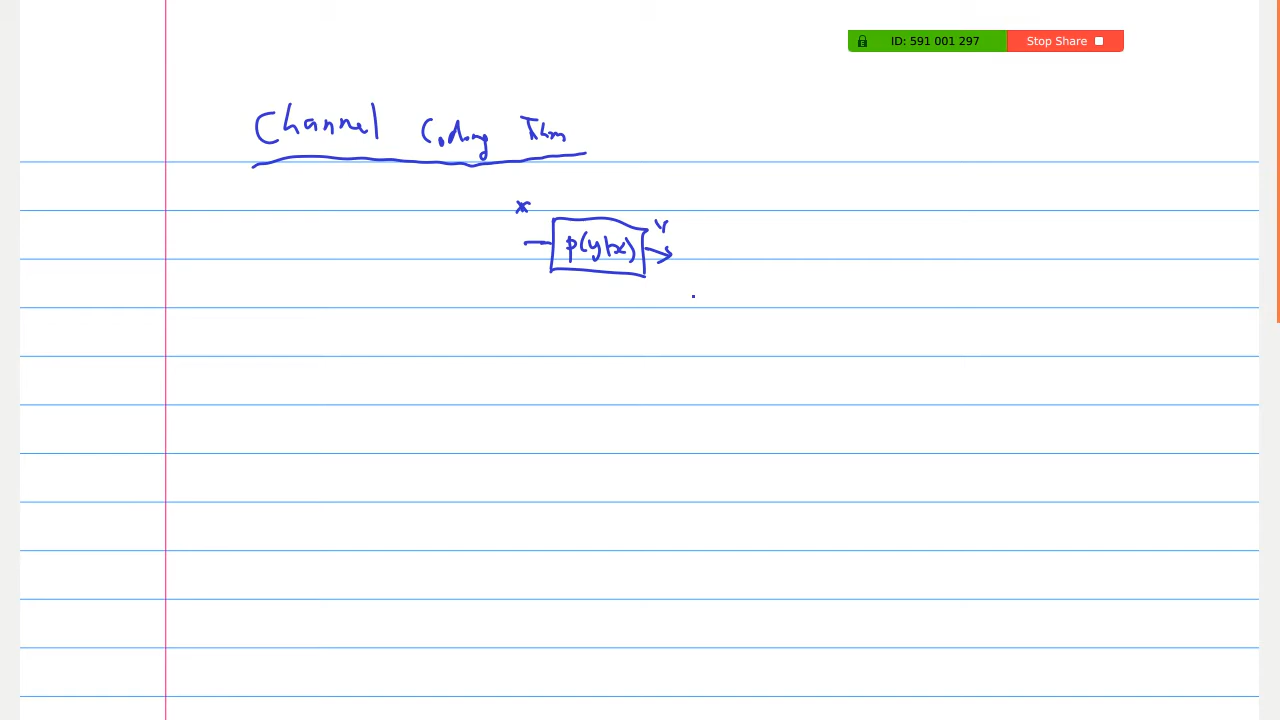 ID: 591 001 297 Stop Share
Channel Coding Thm
x
Y
p(y|x)